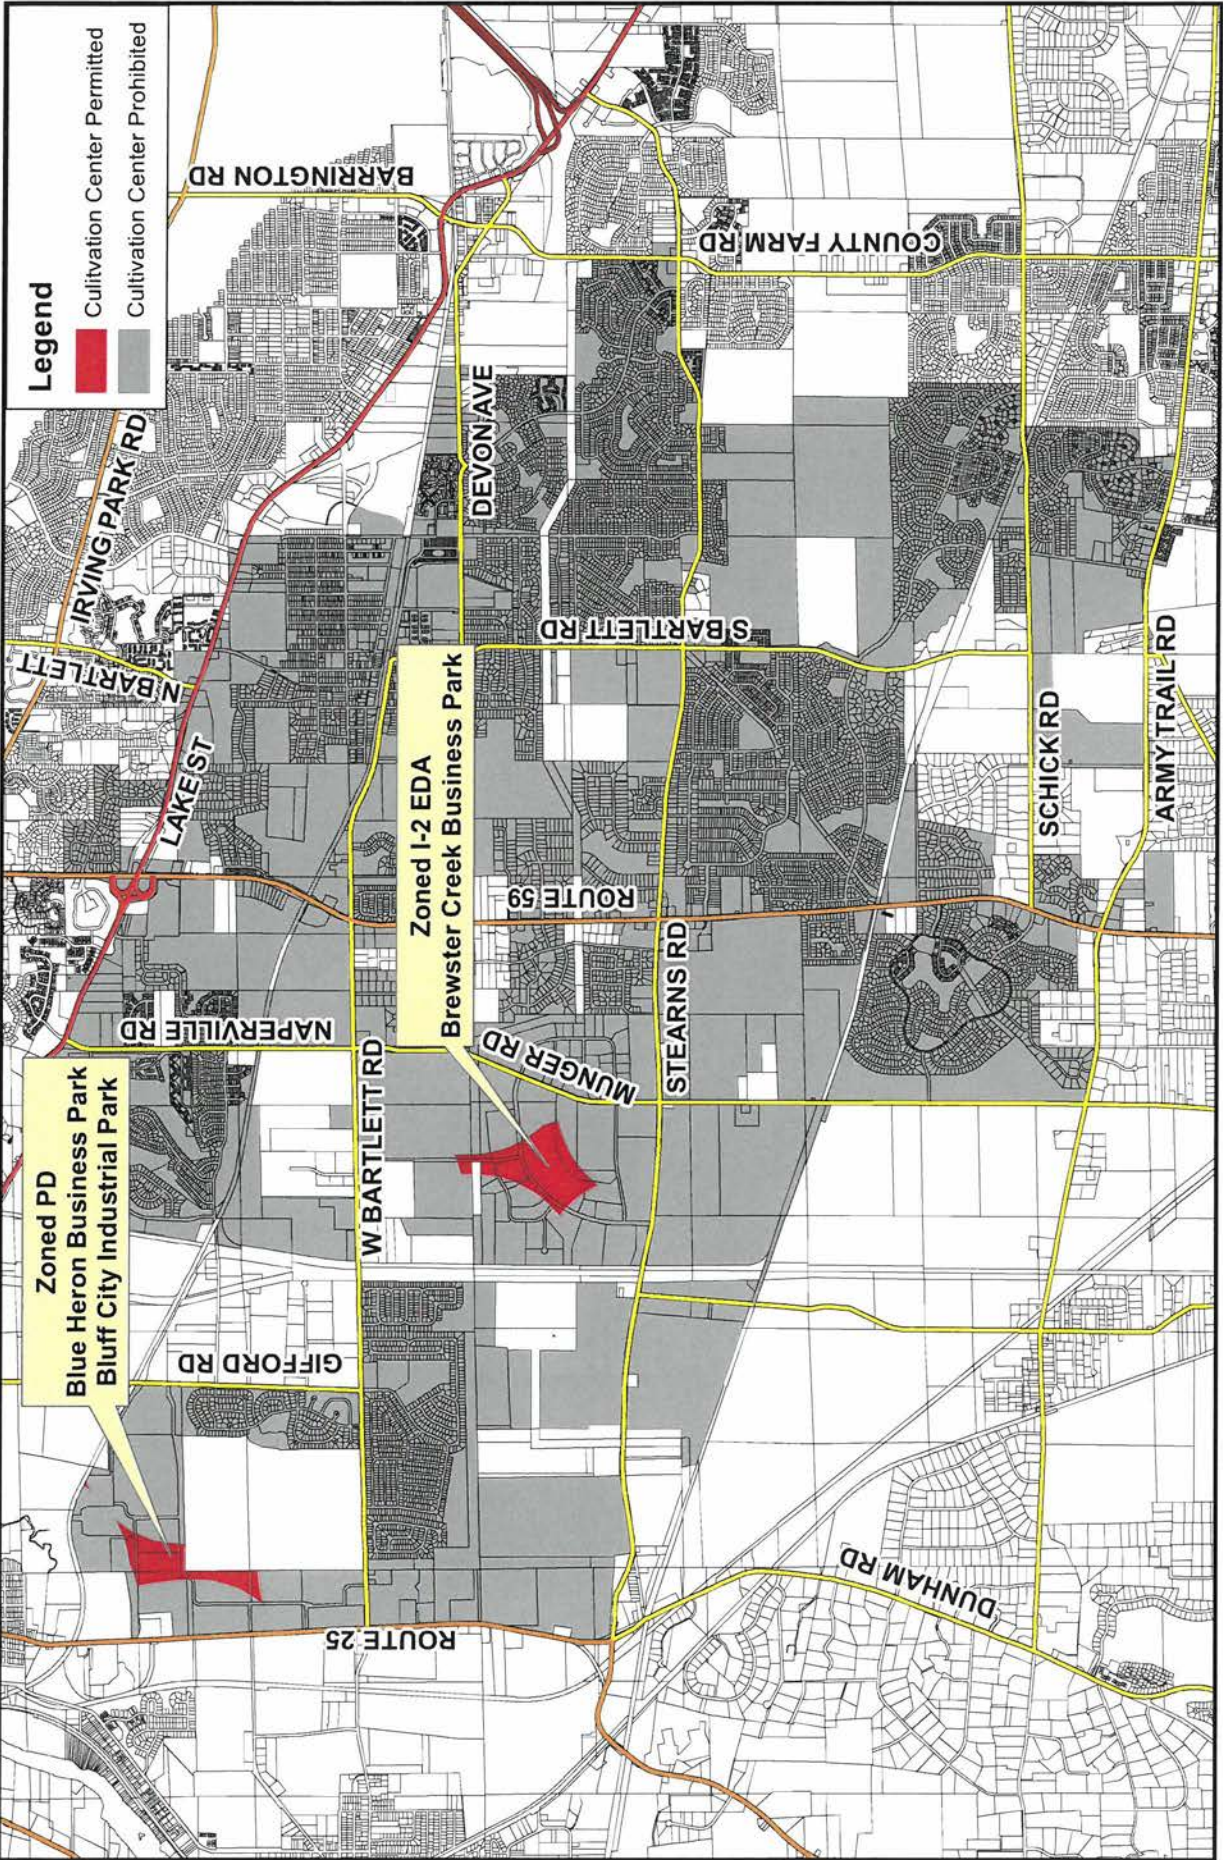 Legend
Cultivation Center Permitted
Cultivation Center Prohibited
BARRINGTON RD
IRVING PARK RD
N BARTLETT
LAKE ST
DEVON AVE
COUNTY FARM RD
S BARTLETT RD
Zoned I-2 EDA
Brewster Creek Business Park
ROUTE 59
STEARNS RD
SCHICK RD
ARMY TRAIL RD
NAPERVILLE RD
MUNGER RD
W BARTLETT RD
Zoned PD
Blue Heron Business Park
Bluff City Industrial Park
GIFFORD RD
ROUTE 25
DUNHAM RD